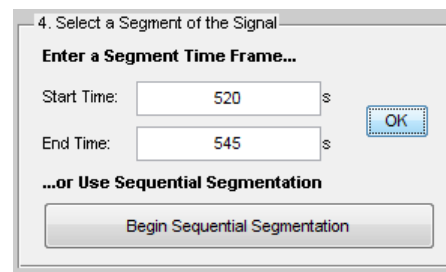 4. Select a Segment of the Signal
Enter a Segment Time Frame...
Start Time: 520 s
OK
End Time: 545 s
...or Use Sequential Segmentation
Begin Sequential Segmentation